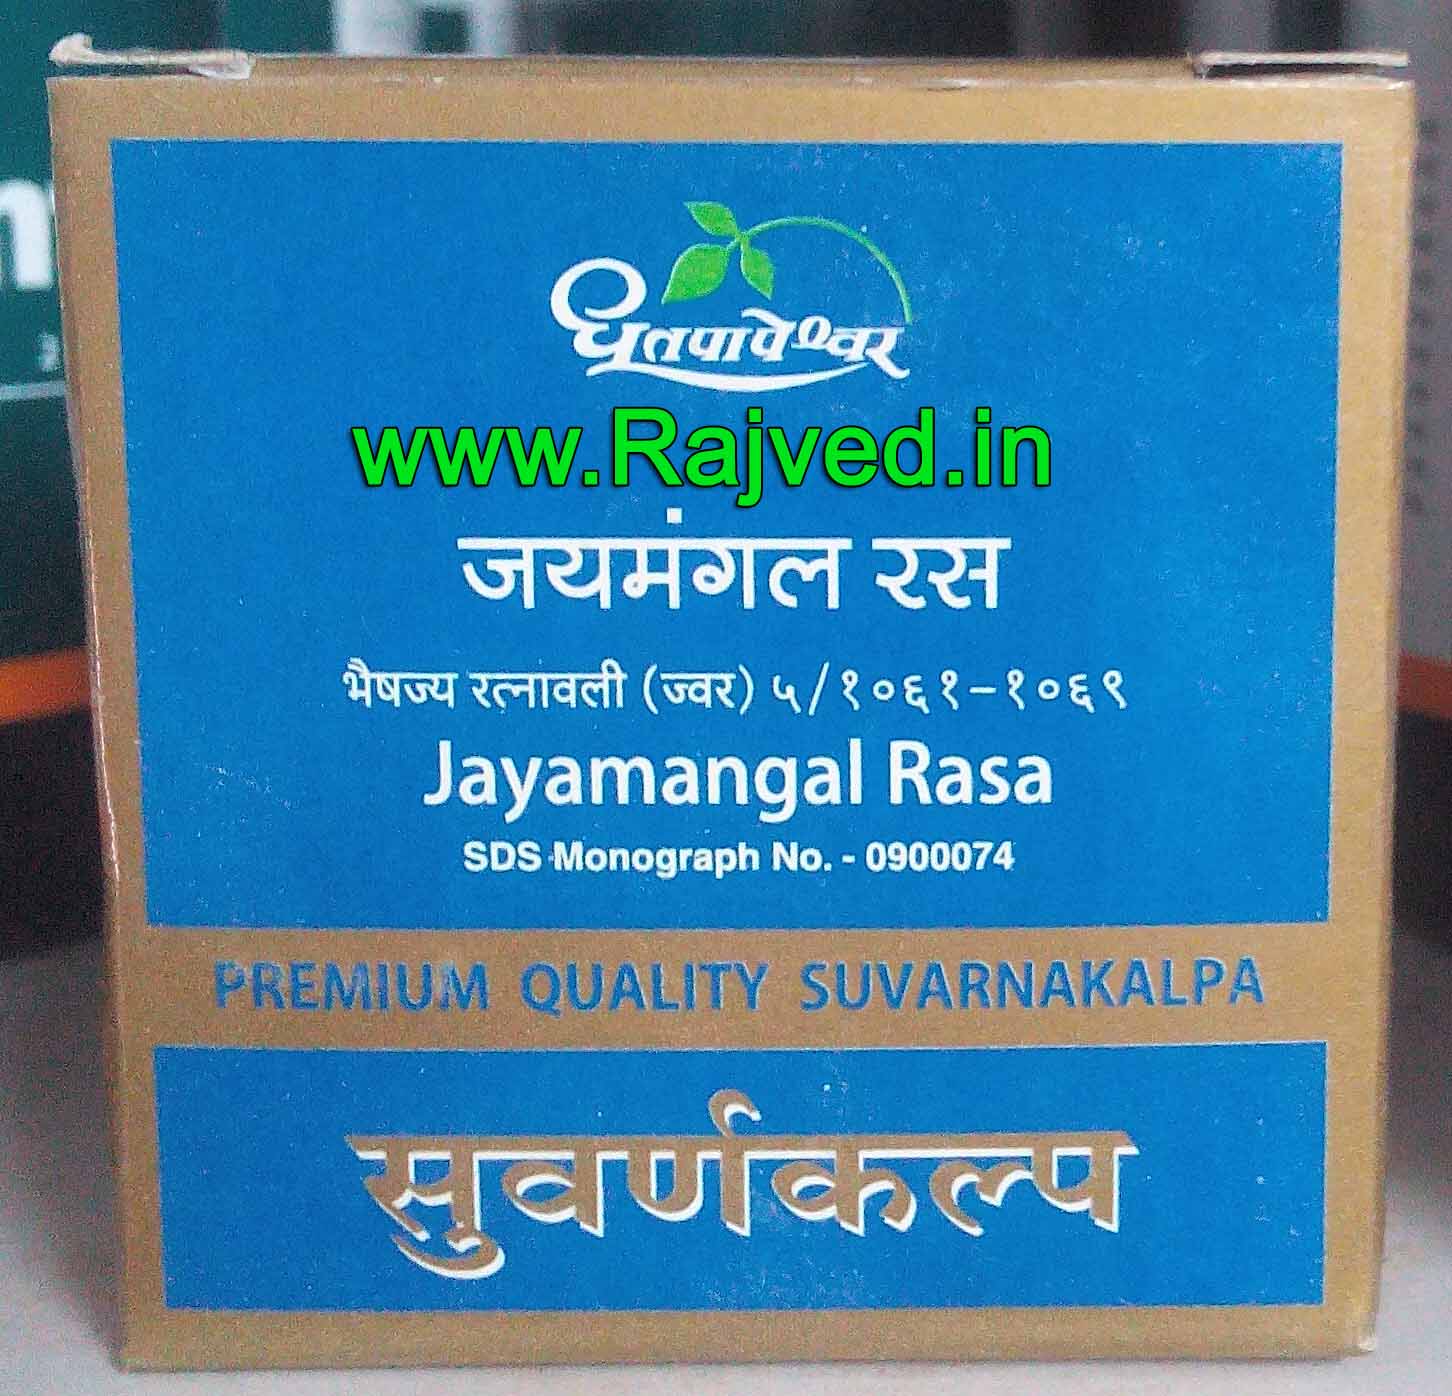 धूतपापेश्वर
www.Rajved.in
जयमंगल रस
भैषज्य रत्नावली (ज्वर) ५/१०६१-१०६९
Jayamangal Rasa
SDS Monograph No. - 0900074
PREMIUM QUALITY SUVARNAKALPA
सुवर्णकल्प